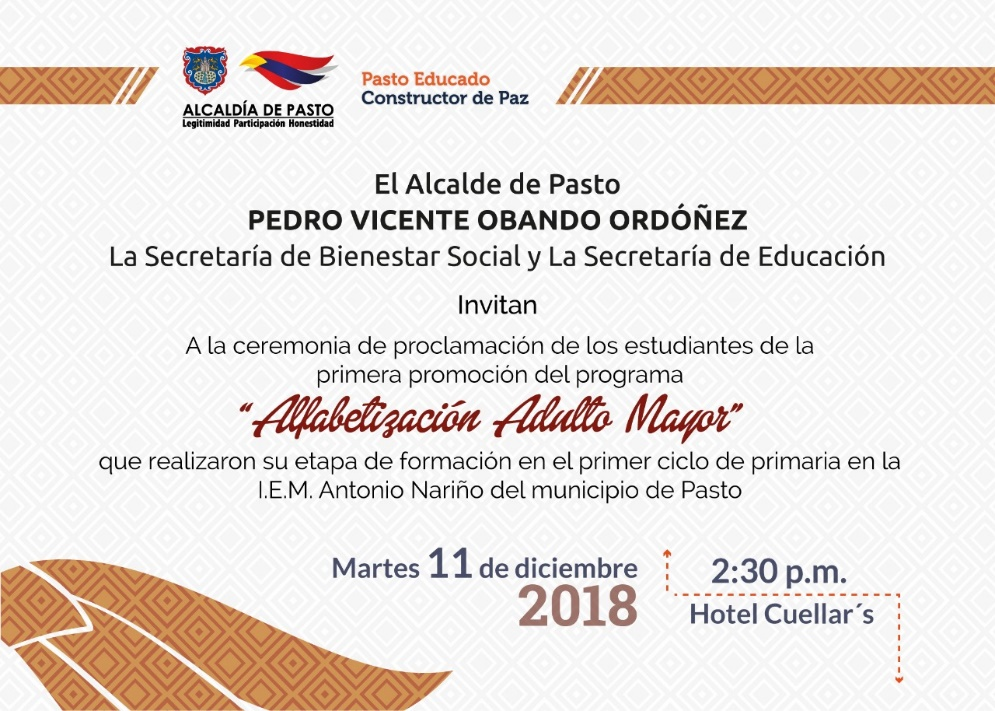 ALCALDÍA DE PASTO
Legitimidad Participación Honestidad
Pasto Educado
Constructor de Paz
El Alcalde de Pasto
PEDRO VICENTE OBANDO ORDÓÑEZ
La Secretaría de Bienestar Social y La Secretaría de Educación
Invitan
A la ceremonia de proclamación de los estudiantes de la
primera promoción del programa
"Alfabetización Adulto Mayor"
que realizaron su etapa de formación en el primer ciclo de primaria en la
I.E.M. Antonio Nariño del municipio de Pasto
Martes 11 de diciembre
2018
2:30 p.m.
Hotel Cuellar´s